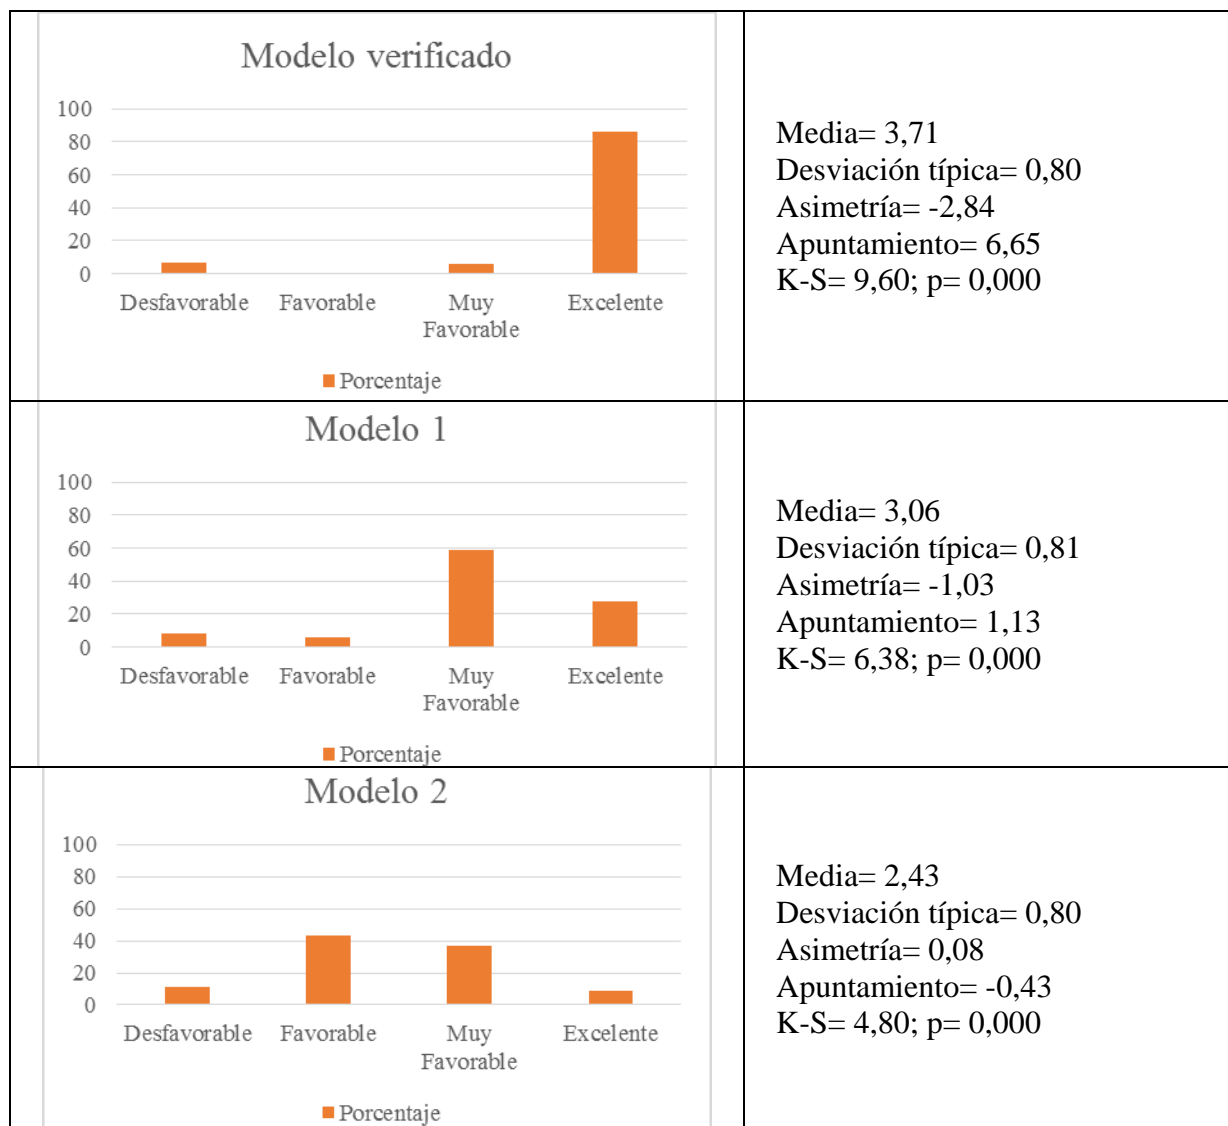 Modelo verificado
100
80
60
40
20
0
Desfavorable Favorable Muy Favorable Excelente
Porcentaje
Media= 3,71
Desviación típica= 0,80
Asimetría= -2,84
Apuntamiento= 6,65
K-S= 9,60; p= 0,000
Modelo 1
100
80
60
40
20
0
Desfavorable Favorable Muy Favorable Excelente
Porcentaje
Media= 3,06
Desviación típica= 0,81
Asimetría= -1,03
Apuntamiento= 1,13
K-S= 6,38; p= 0,000
Modelo 2
100
80
60
40
20
0
Desfavorable Favorable Muy Favorable Excelente
Porcentaje
Media= 2,43
Desviación típica= 0,80
Asimetría= 0,08
Apuntamiento= -0,43
K-S= 4,80; p= 0,000